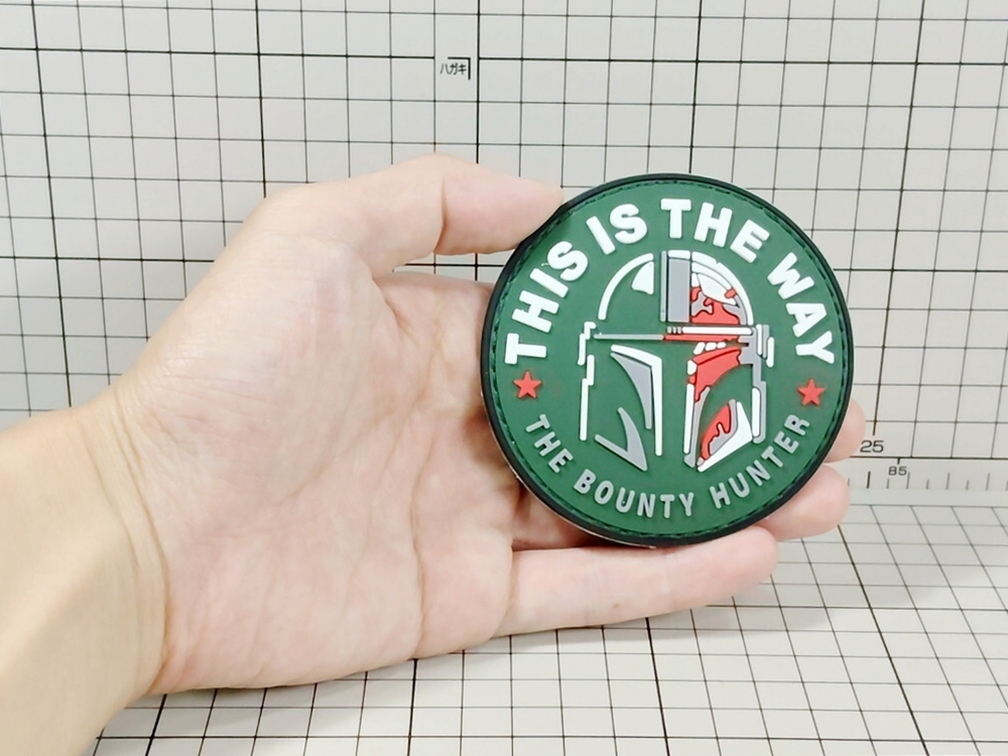 ハガキ
THIS IS THE WAY
THE BOUNTY HUNTER
25
85